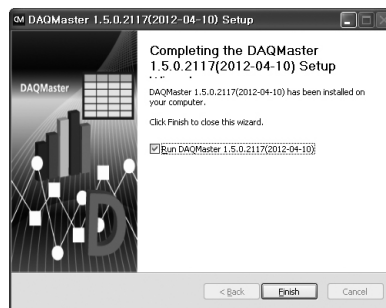 DAQMaster 1.5.0.2117(2012-04-10) Setup
DAQMaster
D
Completing the DAQMaster
1.5.0.2117(2012-04-10) Setup
DAQMaster 1.5.0.2117(2012-04-10) has been installed on
your computer.
Click Finish to close this wizard.
Run DAQMaster 1.5.0.2117(2012-04-10)
< Back
Finish
Cancel